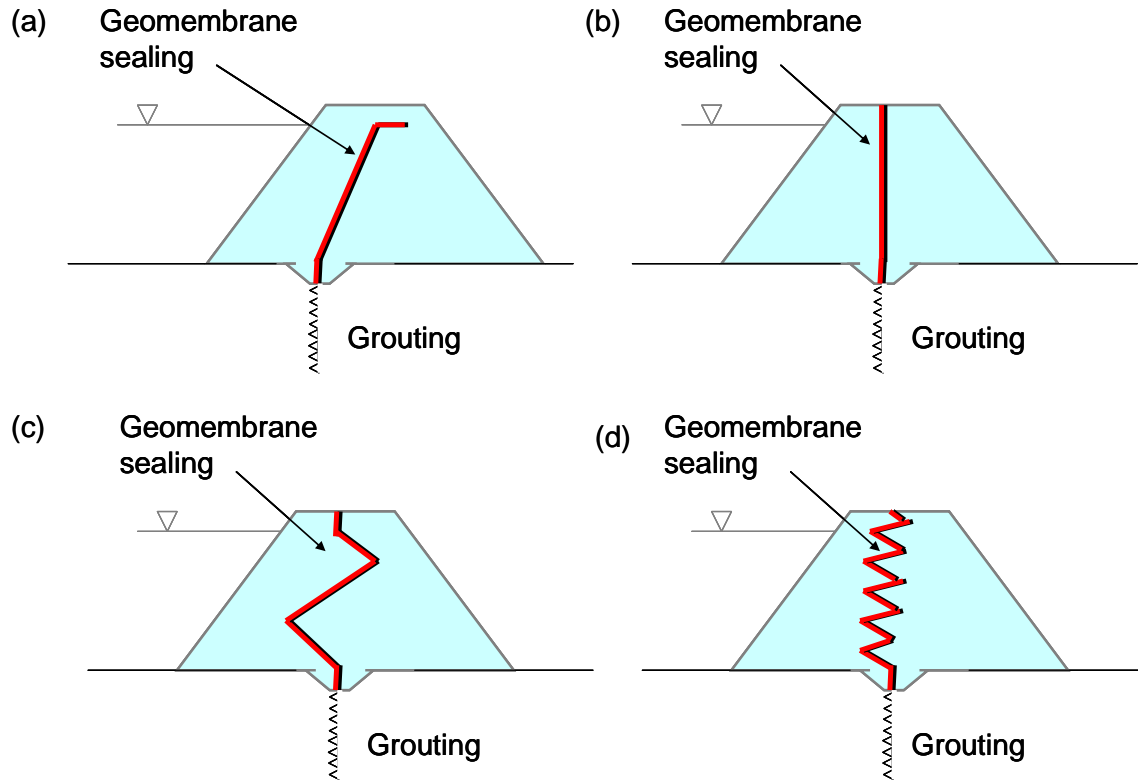 (a)
Geomembrane
sealing
Grouting
(b)
Geomembrane
sealing
Grouting
(c)
Geomembrane
sealing
Grouting
(d)
Geomembrane
sealing
Grouting